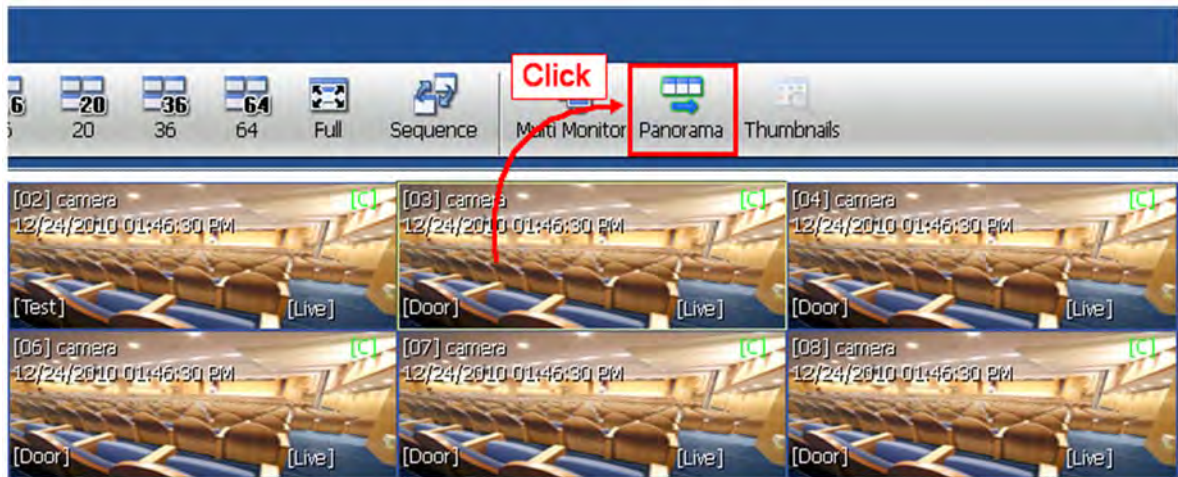 Click
6 20 36 64
20 36 64 Full Sequence Multi Monitor Panorama Thumbnails
[02] camera [C]
12/24/2010 01:46:30 PM
[Test] [Live]
[03] camera [C]
12/24/2010 01:46:30 PM
[Door] [Live]
[04] camera [C]
12/24/2010 01:46:30 PM
[Door] [Live]
[06] camera [C]
12/24/2010 01:46:30 PM
[Door] [Live]
[07] camera [C]
12/24/2010 01:46:30 PM
[Door] [Live]
[08] camera [C]
12/24/2010 01:46:30 PM
[Door] [Live]